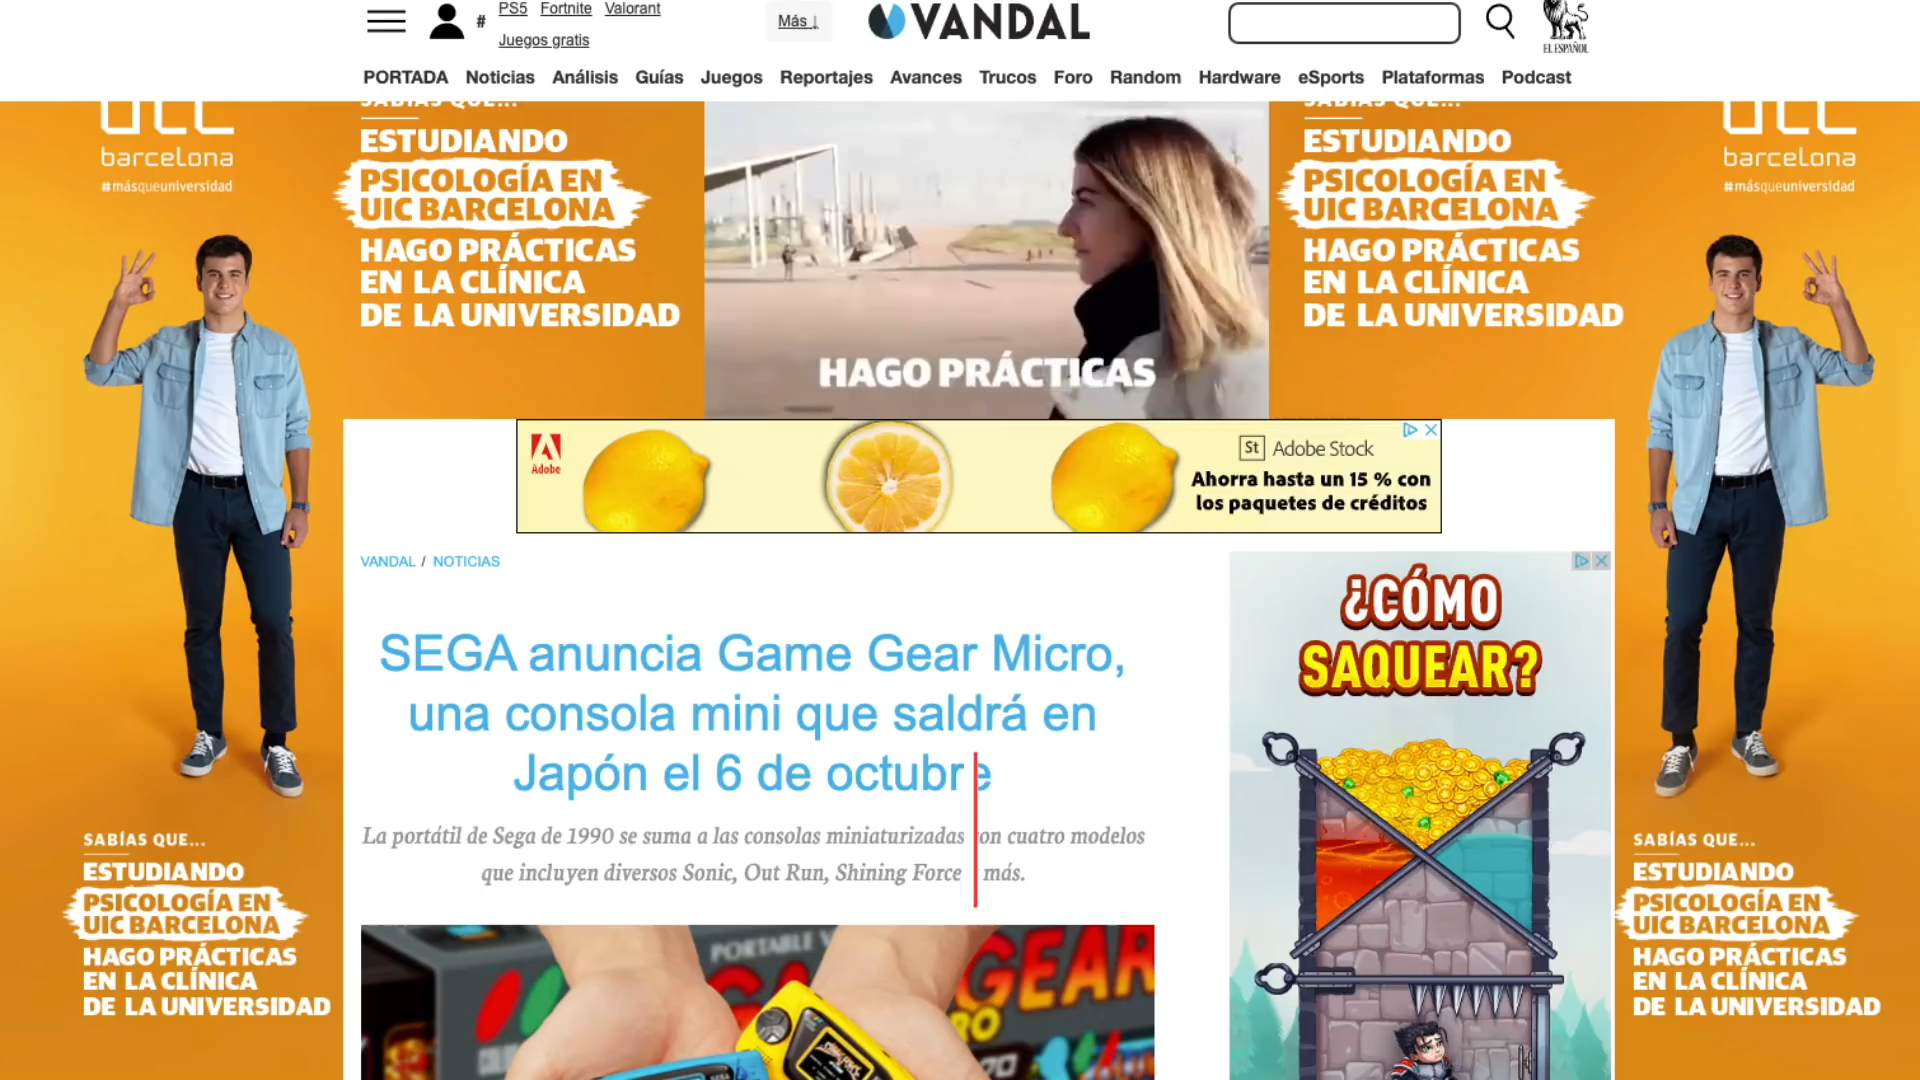 PS5 Fortnite Valorant
#
Juegos gratis
Más ↓
VANDAL
EL ESPAÑOL
PORTADA Noticias Análisis Guías Juegos Reportajes Avances Trucos Foro Random Hardware eSports Plataformas Podcast
barcelona
#másqueuniversidad
SABÍAS QUE...
ESTUDIANDO
PSICOLOGÍA EN
UIC BARCELONA
HAGO PRÁCTICAS
EN LA CLÍNICA
DE LA UNIVERSIDAD
HAGO PRÁCTICAS
SABÍAS QUE...
ESTUDIANDO
PSICOLOGÍA EN
UIC BARCELONA
HAGO PRÁCTICAS
EN LA CLÍNICA
DE LA UNIVERSIDAD
barcelona
#másqueuniversidad
Adobe
St Adobe Stock
Ahorra hasta un 15 % con
los paquetes de créditos
VANDAL / NOTICIAS
SEGA anuncia Game Gear Micro,
una consola mini que saldrá en
Japón el 6 de octubre
La portátil de Sega de 1990 se suma a las consolas miniaturizadas con cuatro modelos
que incluyen diversos Sonic, Out Run, Shining Force más.
¿CÓMO
SAQUEAR?
SABÍAS QUE...
ESTUDIANDO
PSICOLOGÍA EN
UIC BARCELONA
HAGO PRÁCTICAS
EN LA CLÍNICA
DE LA UNIVERSIDAD
PORTABLE
GEAR
SABÍAS QUE...
ESTUDIANDO
PSICOLOGÍA EN
UIC BARCELONA
HAGO PRÁCTICAS
EN LA CLÍNICA
DE LA UNIVERSIDAD